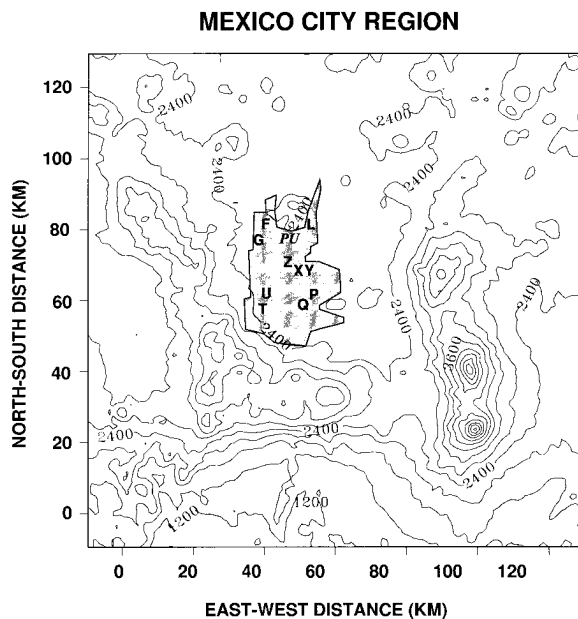 MEXICO CITY REGION
NORTH-SOUTH DISTANCE (KM)
120
100
80
60
40
20
0
2400
2400
2400
2400
F
L
G
PU
Z
XY
U
P
T
Q
2400
2400
3600
2400
2400
2400
2400
1200
1200
0
20
40
60
80
100
120
EAST-WEST DISTANCE (KM)